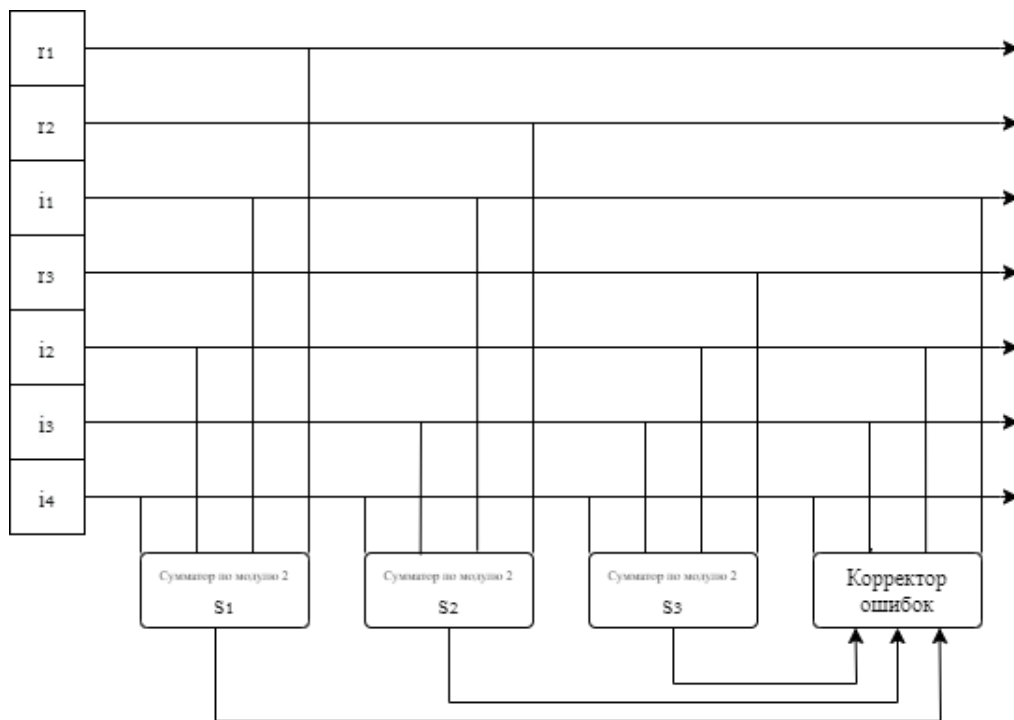 r1
r2
i1
r3
i2
i3
i4
Сумматор по модулю 2
S1
Сумматор по модулю 2
S2
Сумматор по модулю 2
S3
Корректор
ошибок